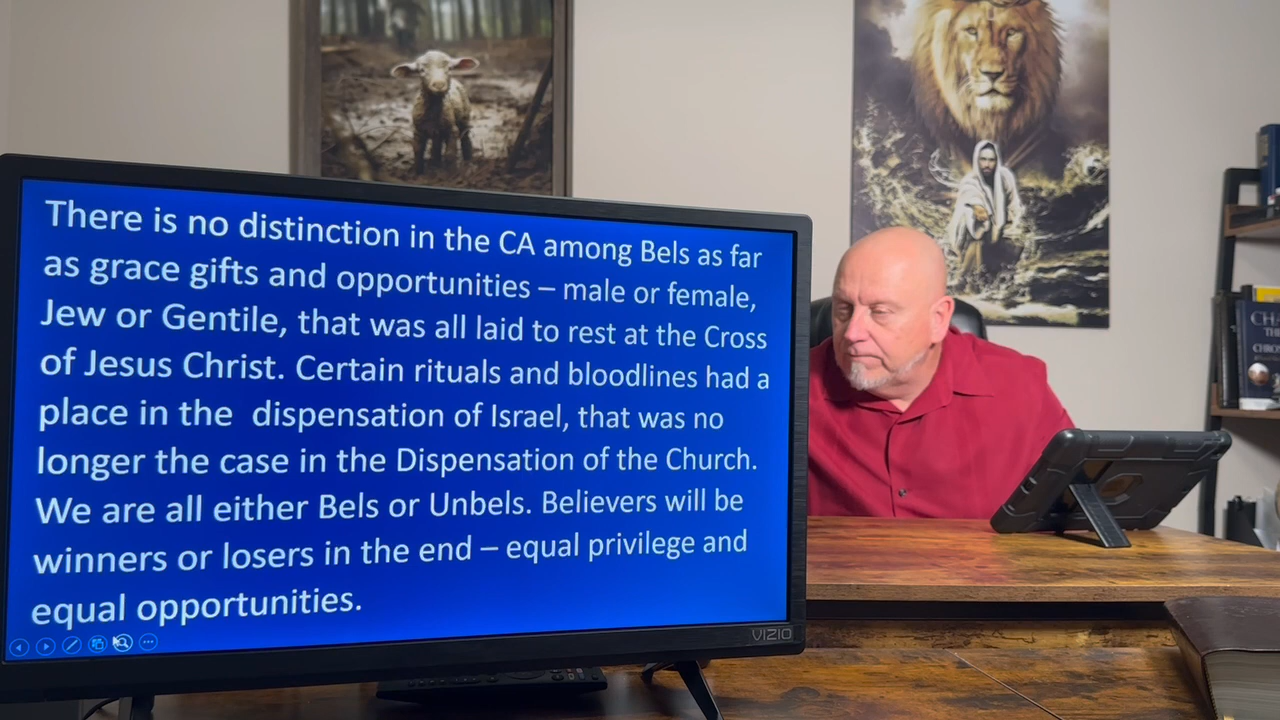 There is no distinction in the CA among Bels as far
as grace gifts and opportunities – male or female,
Jew or Gentile, that was all laid to rest at the Cross
of Jesus Christ. Certain rituals and bloodlines had a
place in the dispensation of Israel, that was no
longer the case in the Dispensation of the Church.
We are all either Bels or Unbels. Believers will be
winners or losers in the end – equal privilege and
equal opportunities.
VIZIO